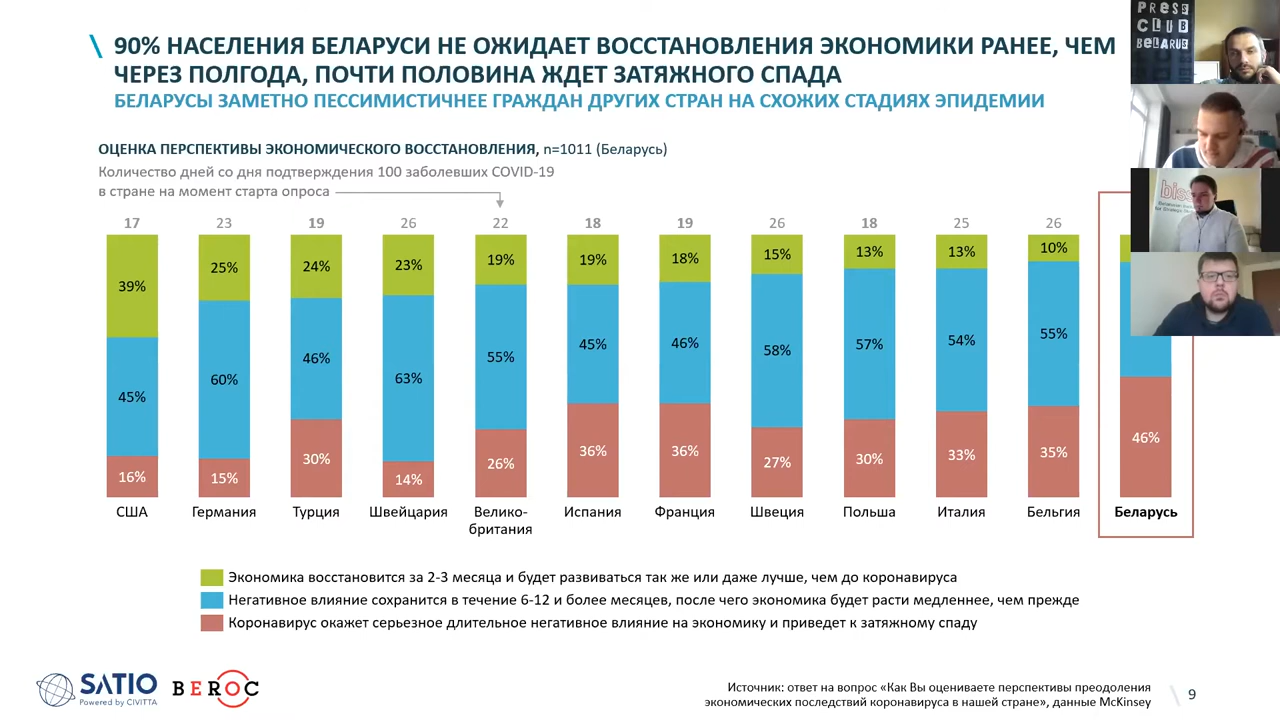 \ 90% НАСЕЛЕНИЯ БЕЛАРУСИ НЕ ОЖИДАЕТ ВОССТАНОВЛЕНИЯ ЭКОНОМИКИ РАНЕЕ, ЧЕМ
ЧЕРЕЗ ПОЛГОДА, ПОЧТИ ПОЛОВИНА ЖДЕТ ЗАТЯЖНОГО СПАДА
БЕЛАРУСЫ ЗАМЕТНО ПЕССИМИСТИЧНЕЕ ГРАЖДАН ДРУГИХ СТРАН НА СХОЖИХ СТАДИЯХ ЭПИДЕМИИ
PRESS
CLUB
BELARUS
bis
ОЦЕНКА ПЕРСПЕКТИВЫ ЭКОНОМИЧЕСКОГО ВОССТАНОВЛЕНИЯ, n=1011 (Беларусь)
Количество дней со дня подтверждения 100 заболевших COVID-19
в стране на момент старта опроса
17 23 19 26 22 18 19 26 18 25 26
39% 25% 24% 23% 19% 19% 18% 15% 13% 13% 10%
45% 60% 46% 63% 55% 45% 46% 58% 57% 54% 55%
16% 15% 30% 14% 26% 36% 36% 27% 30% 33% 35% 46%
США Германия Турция Швейцария Велико- Испания Франция Швеция Польша Италия Бельгия Беларусь
британия
Экономика восстановится за 2-3 месяца и будет развиваться так же или даже лучше, чем до коронавируса
Негативное влияние сохранится в течение 6-12 и более месяцев, после чего экономика будет расти медленнее, чем прежде
Коронавирус окажет серьезное длительное негативное влияние на экономику и приведет к затяжному спаду
SATIO
Powered by CIVITTA
BEROC
Источник: ответ на вопрос «Как Вы оцениваете перспективы преодоления
экономических последствий коронавируса в нашей стране», данные McKinsey
9